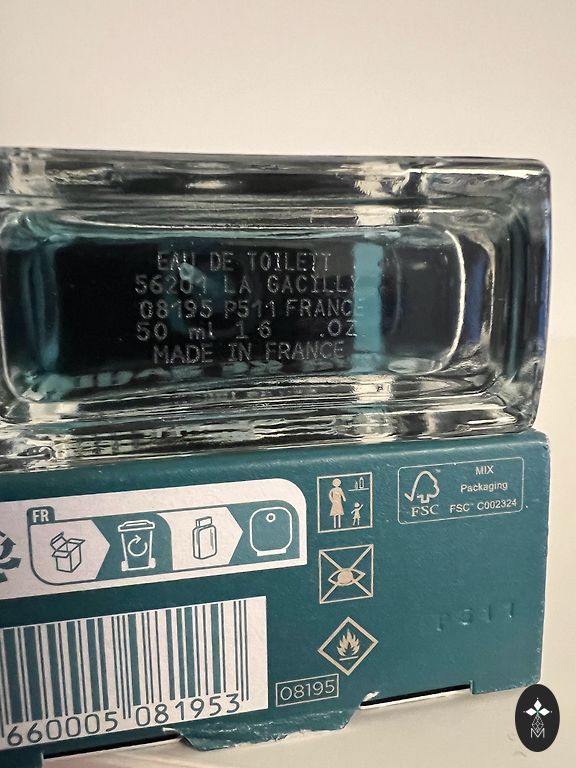 EAU DE TOILETT
56201 LA GACILLY
08195 P511 FRANCE
50 ml 1 6 .OZ
MADE IN FRANCE
FR
MIX
Packaging
FSC
FSC™ C002324
P511
08195
660005 081953
M